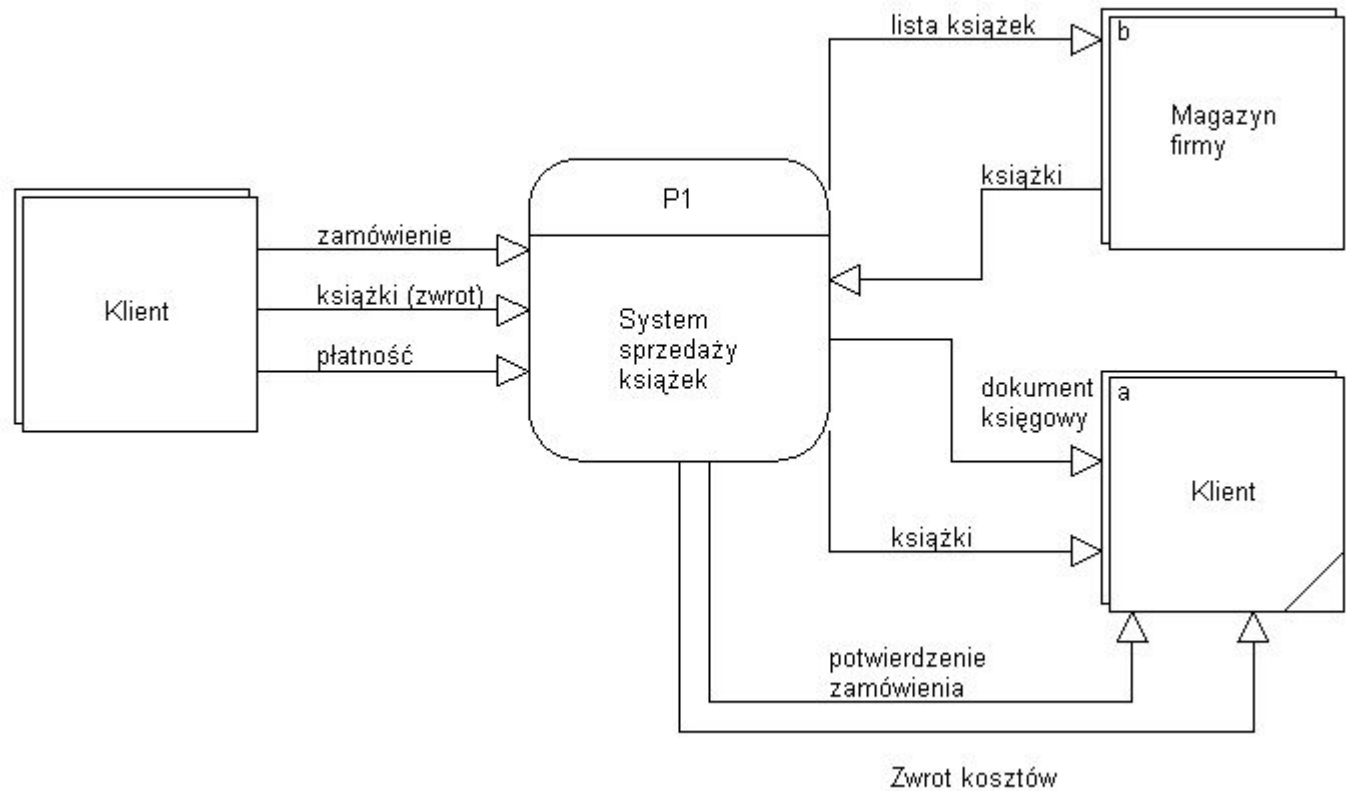 lista książek
b
Magazyn
firmy
książki
P1
zamówienie
książki (zwrot)
płatność
Klient
System
sprzedaży
książek
dokument
księgowy
a
Klient
książki
potwierdzenie
zamówienia
Zwrot kosztów